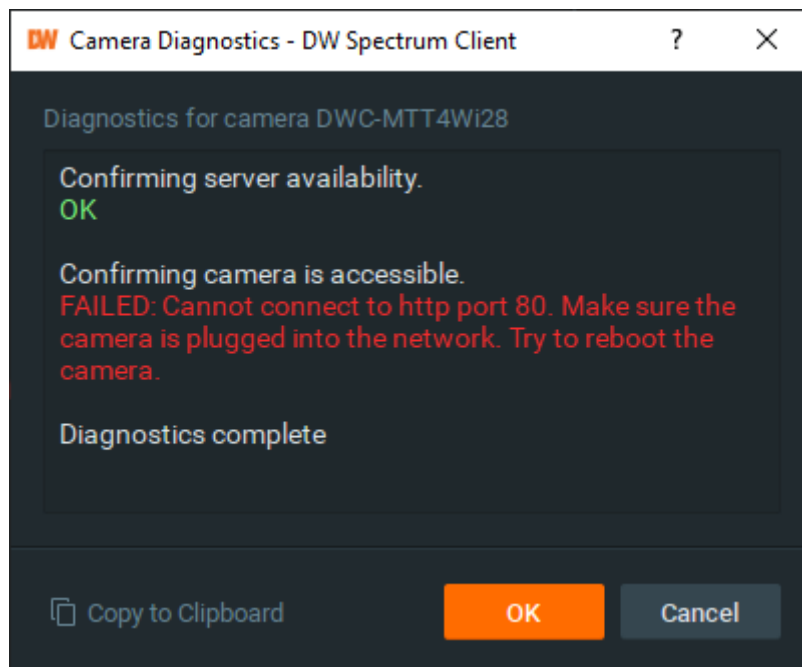 DW Camera Diagnostics - DW Spectrum Client ? ×
Diagnostics for camera DWC-MTT4Wi28
Confirming server availability.
OK
Confirming camera is accessible.
FAILED: Cannot connect to http port 80. Make sure the
camera is plugged into the network. Try to reboot the
camera.
Diagnostics complete
Copy to Clipboard
OK
Cancel